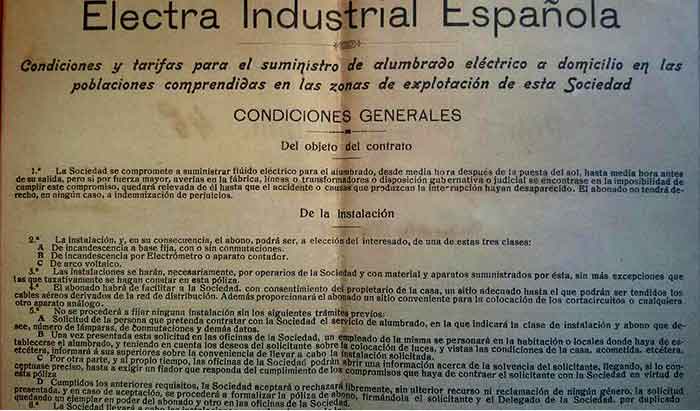 Electra Industrial Española
Condiciones y tarifas para el suministro de alumbrado eléctrico a domicilio en las
poblaciones comprendidas en las zonas de explotación de esta Sociedad
CONDICIONES GENERALES
Del objeto del contrato
1.ª La Sociedad se compromete a suministrar flúido eléctrico para el alumbrado, desde media hora después de la puesta del sol, hasta media hora antes
de su salida, pero si por fuerza mayor, averías en la fábrica, líneas o transformadores o disposición gubernativa o judicial se encontrase en la imposibilidad de
cumplir este compromiso, quedará relevada de él hasta que el accidente o causas que produzcan la interrupción hayan desaparecido. El abonado no tendrá de-
recho, en ningún caso, a indemnización de perjuicios.
De la instalación
2.ª La instalación, y, en su consecuencia, el abono, podrá ser, a elección del interesado, de una de estas tres clases:
A De incandescencia a base fija, con o sin conmutaciones.
B De incandescencia por Electrómetro o aparato contador.
C De arco voltaico.
3.ª Las instalaciones se harán, necesariamente, por operarios de la Sociedad y con material y aparatos suministrados por ésta, sin más excepciones que
las que taxativamente se hagan constar en esta póliza.
4.ª El abonado habrá de facilitar a la Sociedad, con consentimiento del propietario de la casa, un sitio adecuado hasta el que podrán ser tendidos los
cables aéreos derivados de la red de distribución. Además proporcionará el abonado un sitio conveniente para la colocación de los cortacircuitos o cualquiera
otro aparato análogo.
5.ª No se procederá a fijar ninguna instalación sin los siguientes trámites previos:
A Solicitud de la persona que pretenda contratar con la Sociedad el servicio de alumbrado, en la que indicará la clase de instalación y abono que de-
see, número de lámparas, de conmutaciones y demás datos.
B Una vez presentada esta solicitud en las oficinas de la Sociedad, un empleado de la misma se personará en la habitación o locales donde haya de es-
tablecerse el alumbrado, y teniendo en cuenta los deseos del solicitante sobre la colocación de luces, y vistas las condiciones de la casa, acometida, etcétera,
etcétera, informará a sus superiores sobre la conveniencia de llevar a cabo la instalación solicitada.
C Por otra parte, y al propio tiempo, las oficinas de la Sociedad podrán abrir una información acerca de la solvencia del solicitante, llegando, si lo con-
ceptuase preciso, hasta a exigir un fiador que responda del cumplimiento de los compromisos que haya de contraer el solicitante con la Sociedad en virtud de
esta póliza
D Cumplidos los anteriores requisitos, la Sociedad aceptará o rechazará libremente, sin ulterior recurso ni reclamación de ningún género, la solicitud
presentada, y en caso de aceptación, se procederá a formalizar la póliza de abono, firmándola el solicitante y el Delegado de la Sociedad, por duplicado
quedando un ejemplar en poder del abonado y otro en las oficinas de la Sociedad.
6.ª La Sociedad llevará a cabo las